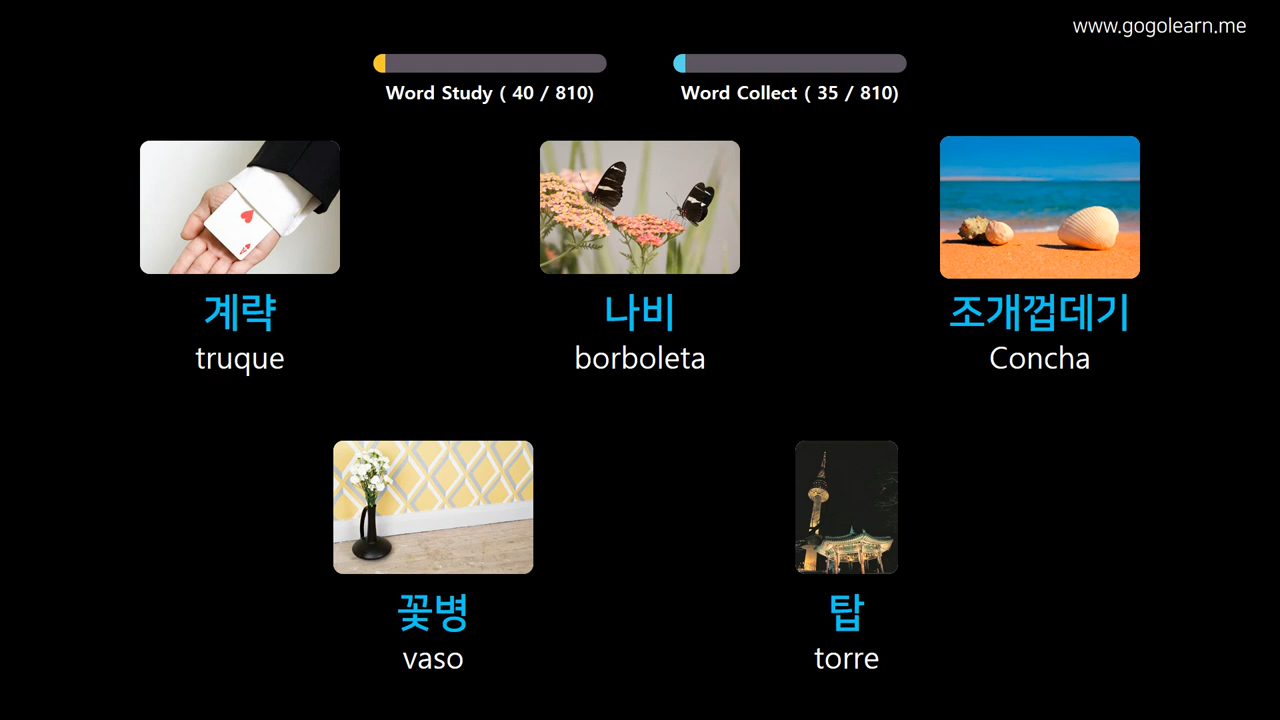 www.gogolearn.me
Word Study ( 40 / 810)
Word Collect ( 35 / 810)
계략
truque
나비
borboleta
조개껍데기
Concha
꽃병
vaso
탑
torre